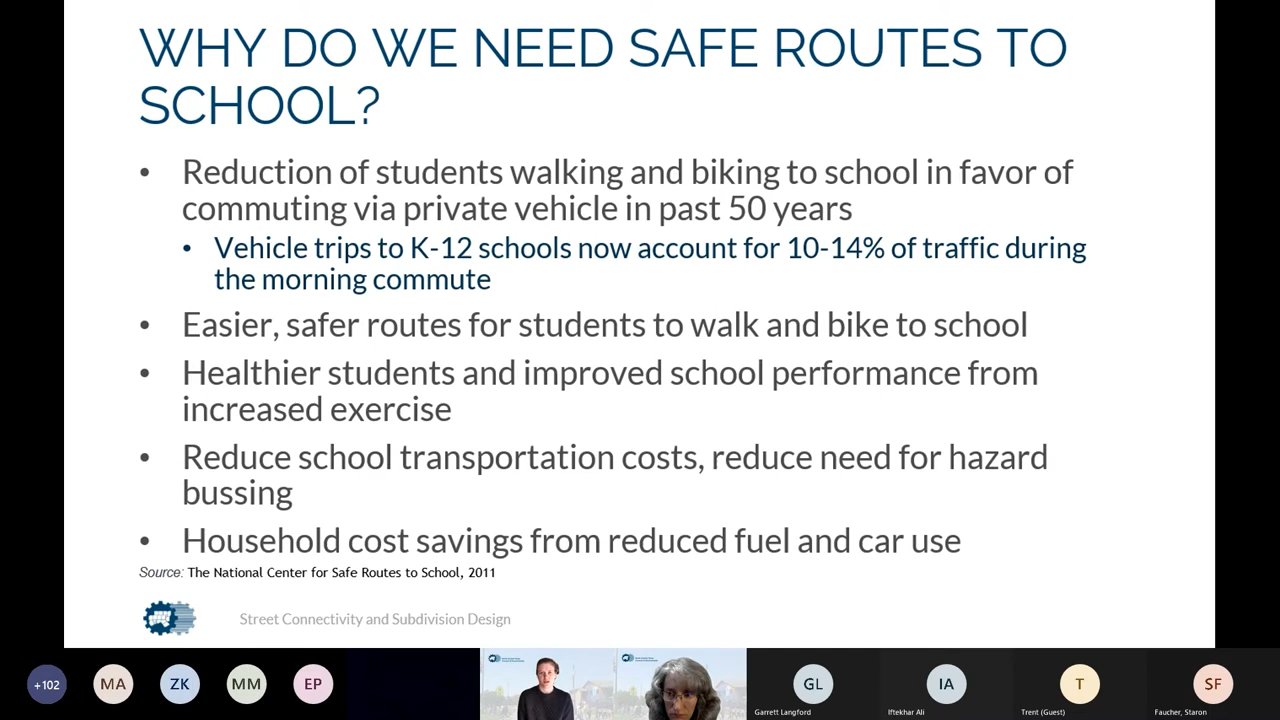 WHY DO WE NEED SAFE ROUTES TO
SCHOOL?
• Reduction of students walking and biking to school in favor of
commuting via private vehicle in past 50 years
• Vehicle trips to K-12 schools now account for 10-14% of traffic during
the morning commute
• Easier, safer routes for students to walk and bike to school
• Healthier students and improved school performance from
increased exercise
• Reduce school transportation costs, reduce need for hazard
bussing
• Household cost savings from reduced fuel and car use
Source: The National Center for Safe Routes to School, 2011
Street Connectivity and Subdivision Design
+102
MA
ZK
MM
EP
GL
IA
T
SF
Garrett Langford
Iftekhar Ali
Trent (Guest)
Faucher, Staron